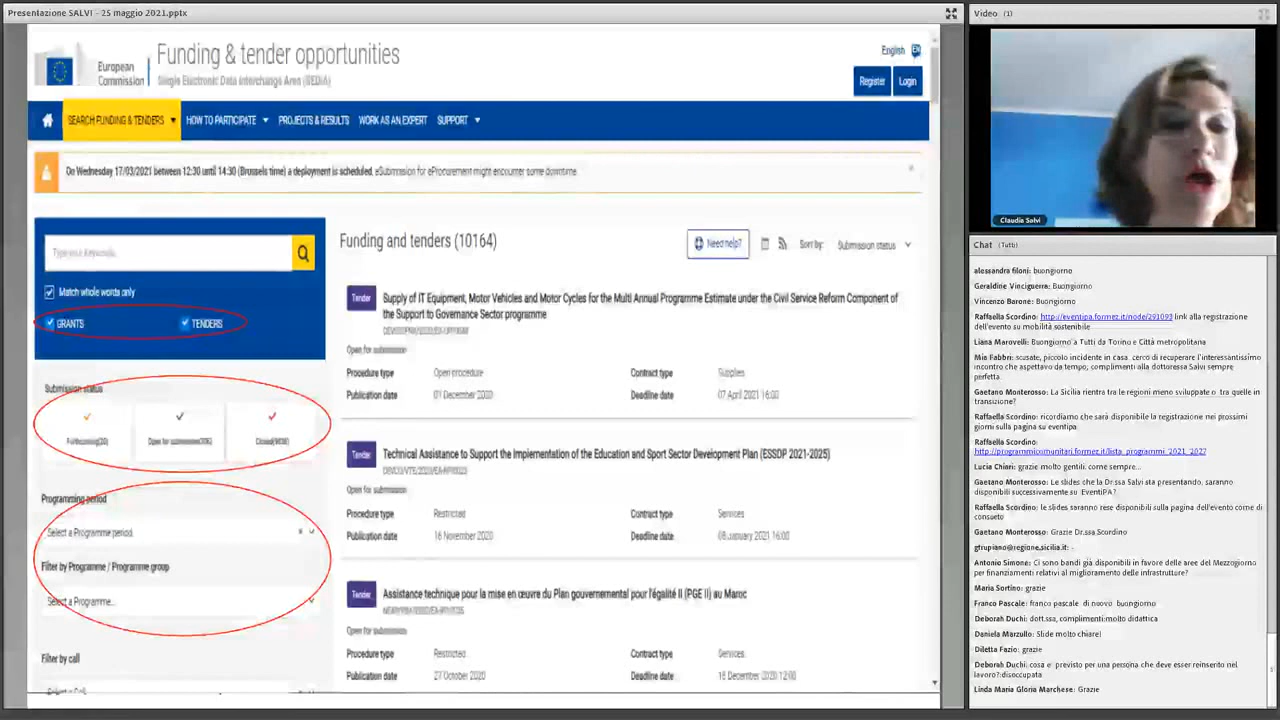 Presentazione SALVI - 25 maggio 2021.pptx
European
Commission
Funding & tender opportunities
Single Electronic Data Interchange Area (SEDIA)
English EN
Register Login
SEARCH FUNDING & TENDERS HOW TO PARTICIPATE PROJECTS & RESULTS WORK AS AN EXPERT SUPPORT
On Wednesday 17/03/2021 between 12:30 until 14:30 (Brussels time) a deployment is scheduled, eSubmission for eProcurement might encounter some downtime.
Type your Keywords...
Match whole words only
GRANTS TENDERS
Submission status
Programming period
Select a Programme period
Filter by Programme / Programme group
Select a Programme...
Filter by call
Funding and tenders (10164)
Need help?
Sort by: Submission status
Tender
Supply of IT Equipment, Motor Vehicles and Motor Cycles for the Multi Annual Programme Estimate under the Civil Service Reform Component of
the Support to Governance Sector programme
Open for submission
Procedure type Open procedure Contract type Supplies
Publication date 01 December 2020 Deadline date 07 April 2021 16:00
Tender
Technical Assistance to Support the Implementation of the Education and Sport Sector Development Plan (ESSDP 2021-2025)
Open for submission
Procedure type Restricted Contract type Services
Publication date 16 November 2020 Deadline date 08 January 2021 16:00
Tender
Assistance technique pour la mise en œuvre du Plan gouvernemental pour l'égalité II (PGE II) au Maroc
Open for submission
Procedure type Restricted Contract type Services
Publication date 27 October 2020 Deadline date 2020 12:00
Video (1)
Claudia Salvi
Chat (Tutti)
alessandra filoni: buongiorno
Geraldine Vinciguerra: Buongiorno
Vincenzo Barone: Buongiorno
Raffaella Scordino: http://eventipa.formez.it/node/291093 link alla registrazione
dell'evento su mobilità sostenibile
Liana Marovelli: Buongiorno a Tutti da Torino e Città metropolitana
Mia Fabbri: scusate, piccolo incidente in casa. cerco di recuperare l'interessantissimo
incontro che aspettavo da tempo, complimenti alla dottoressa Salvi sempre
perfetta.
Gaetano Monterosso: La Sicilia rientra tra le regioni meno sviluppate o tra quelle in
transizione?
Raffaella Scordino: ricordiamo che sarà disponibile la registrazione nei prossimi
giorni sulla pagina su eventipa
Raffaella Scordino:
http://programmicomunitari.formez.it/lista_programmi_2021_2027
Lucia Chisri: grazie molto gentili. come sempre...
Gaetano Monterosso: Le slides che la Dr.ssa Salvi sta presentando, saranno
disponibili successivamente su EventiPA?
Raffaella Scordino: le slides saranno rese disponibili sulla pagina dell'evento come di
consueto
Gaetano Monterosso: Grazie Dr.ssa Scordino
gtrupiano@regione.sicilia.it: -
Antonio Simone: Ci sono bandi già disponibili in favore delle aree del Mezzogiorno
per finanziamenti relativi al miglioramento delle infrastrutture?
Maria Sortino: grazie
Franco Pascale: franco pascale di nuovo buongiorno
Deborah Duchi: dott.ssa, complimenti:molto didattica
Daniela Marzullo: Slide molto chiare!
Diletta Fazio: grazie
Deborah Duchi: cosa e' previsto per una persona che deve esser reinserito nel
lavoro?:disoccupata
Linda Maria Gloria Marchese: Grazie